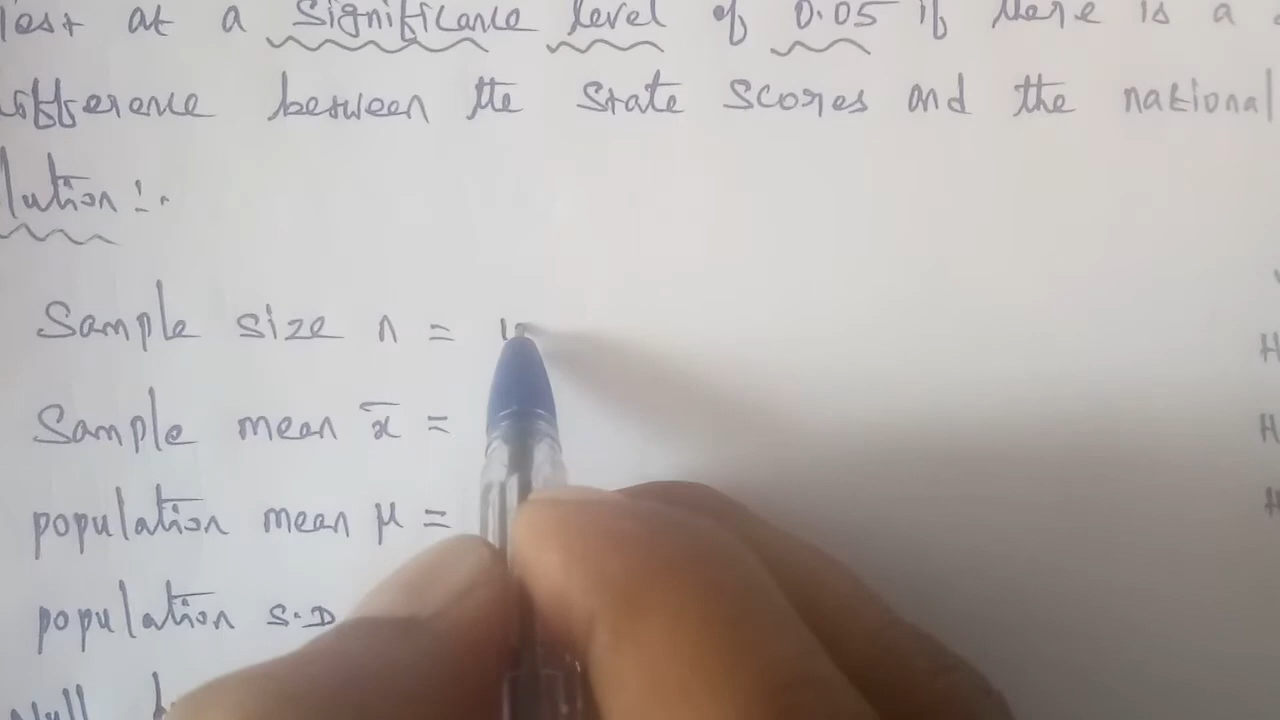 Test at a Significance level of 0.05 if there is a
difference between the State Scores and the national
lution :-
Sample size n = 1
Sample mean x̄ =
population mean μ =
population S.D
H
H
H